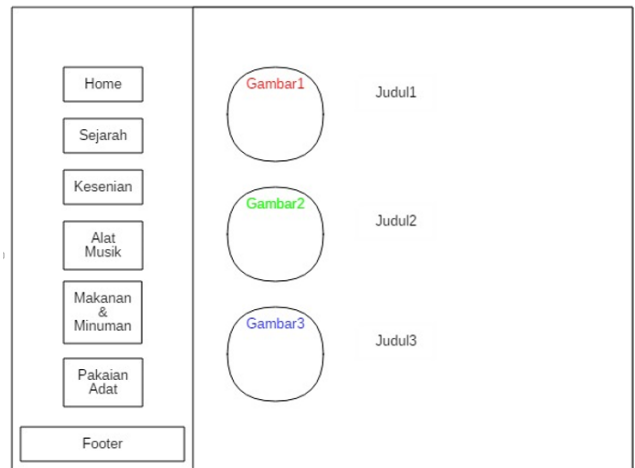 Home
Sejarah
Kesenian
Alat
Musik
Makanan
&
Minuman
Pakaian
Adat
Footer
Gambar1
Judul1
Gambar2
Judul2
Gambar3
Judul3